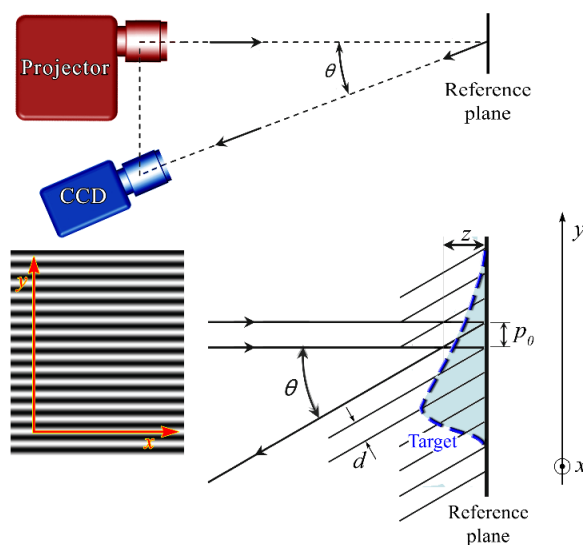 Projector
θ
Reference
plane
CCD
y
x
z
y
p0
θ
d
Target
x
Reference
plane